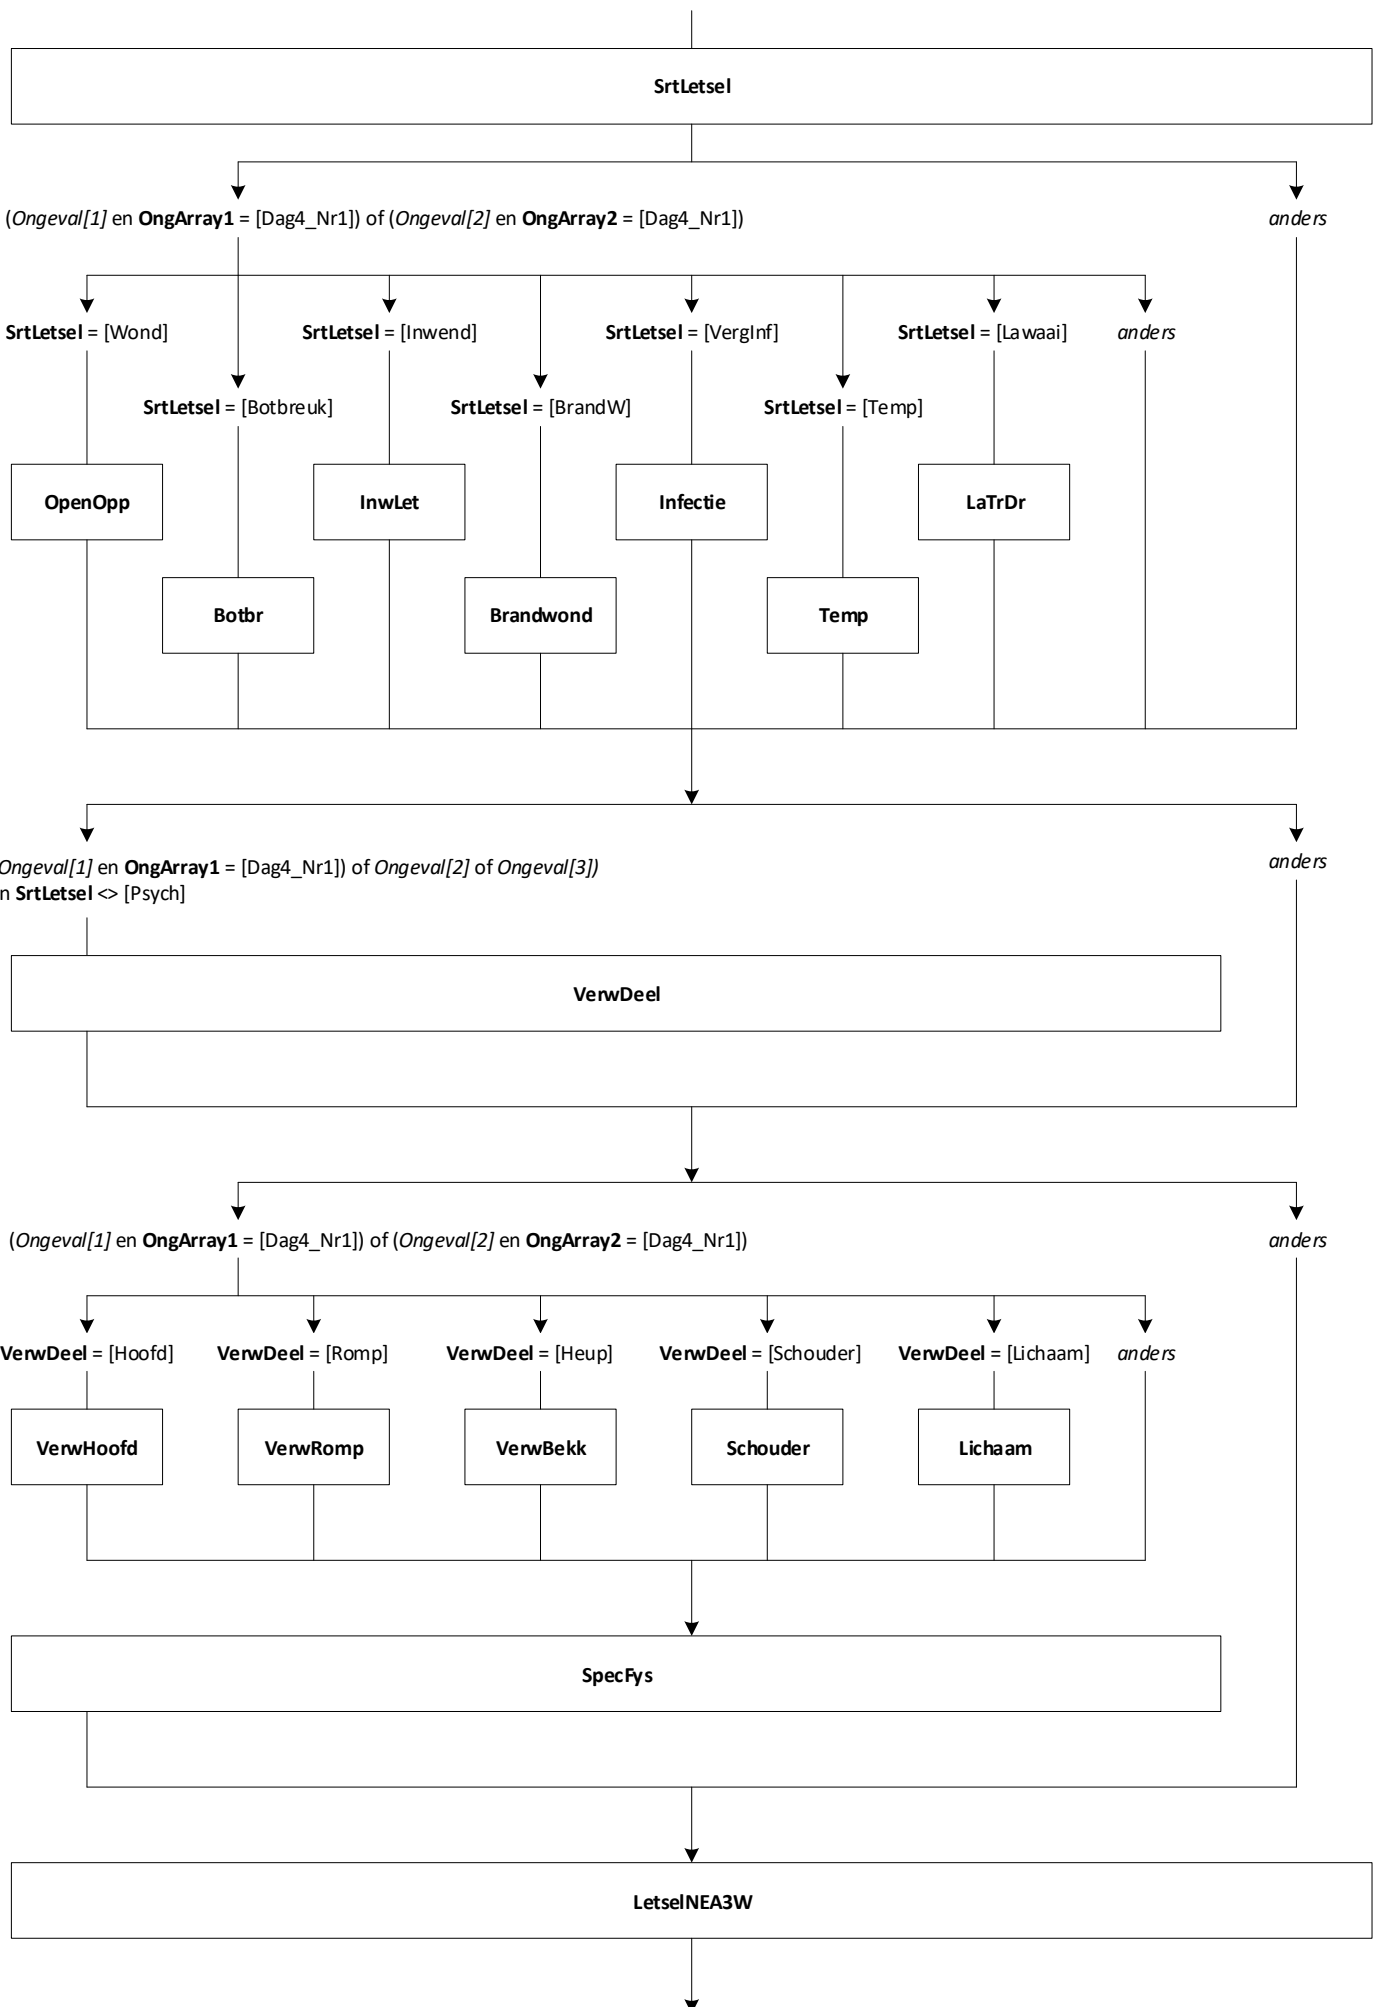 SrtLetsel
(Ongeval[1] en OngArray1 = [Dag4_Nr1]) of (Ongeval[2] en OngArray2 = [Dag4_Nr1])
anders
SrtLetsel = [Wond]
SrtLetsel = [Inwend]
SrtLetsel = [VergInf]
SrtLetsel = [Lawaai]
anders
SrtLetsel = [Botbreuk]
SrtLetsel = [BrandW]
SrtLetsel = [Temp]
OpenOpp
InwLet
Infectie
LaTrDr
Botbr
Brandwond
Temp
Ongeval[1] en OngArray1 = [Dag4_Nr1]) of Ongeval[2] of Ongeval[3])
anders
n SrtLetsel <> [Psych]
VerwDeel
(Ongeval[1] en OngArray1 = [Dag4_Nr1]) of (Ongeval[2] en OngArray2 = [Dag4_Nr1])
anders
VerwDeel = [Hoofd]
VerwDeel = [Romp]
VerwDeel = [Heup]
VerwDeel = [Schouder]
VerwDeel = [Lichaam]
anders
VerwHoofd
VerwRomp
VerwBekk
Schouder
Lichaam
SpecFys
LetselNEA3W